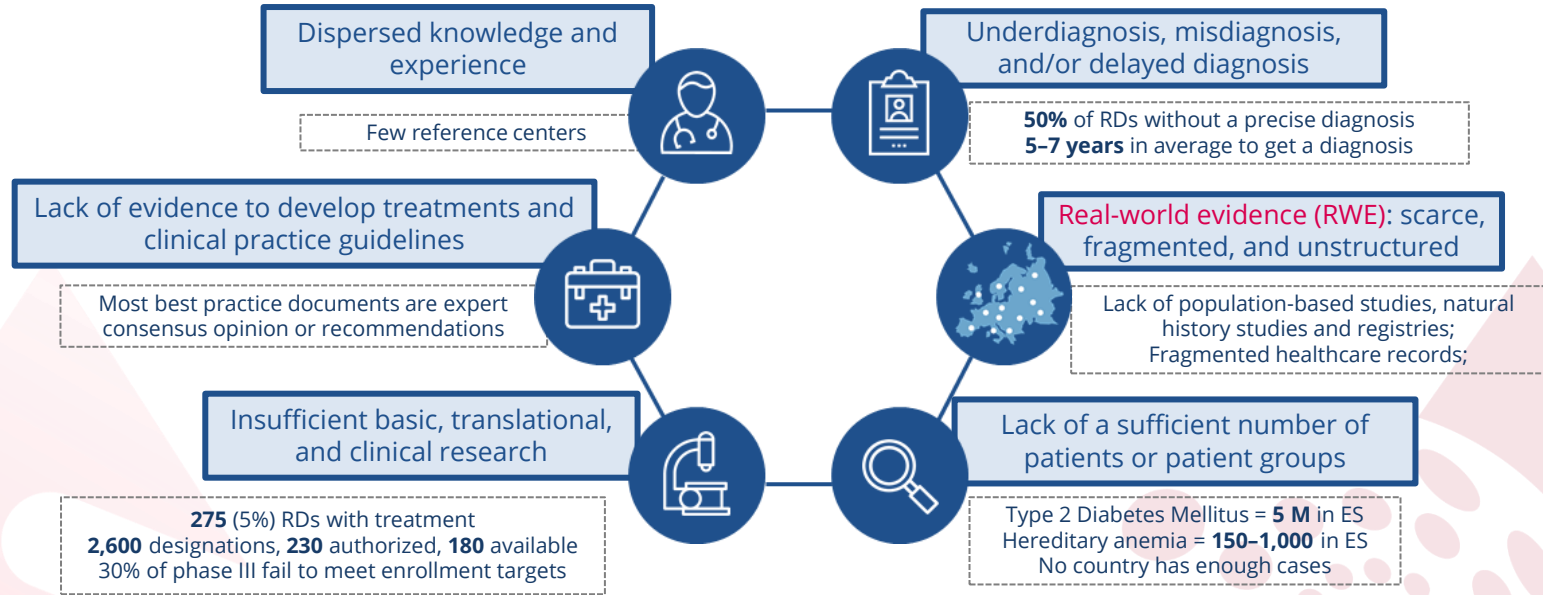 Dispersed knowledge and
experience
Few reference centers
Underdiagnosis, misdiagnosis,
and/or delayed diagnosis
50% of RDs without a precise diagnosis
5–7 years in average to get a diagnosis
Lack of evidence to develop treatments and
clinical practice guidelines
Most best practice documents are expert
consensus opinion or recommendations
Real-world evidence (RWE): scarce,
fragmented, and unstructured
Lack of population-based studies, natural
history studies and registries;
Fragmented healthcare records;
Insufficient basic, translational,
and clinical research
275 (5%) RDs with treatment
2,600 designations, 230 authorized, 180 available
30% of phase III fail to meet enrollment targets
Lack of a sufficient number of
patients or patient groups
Type 2 Diabetes Mellitus = 5 M in ES
Hereditary anemia = 150–1,000 in ES
No country has enough cases